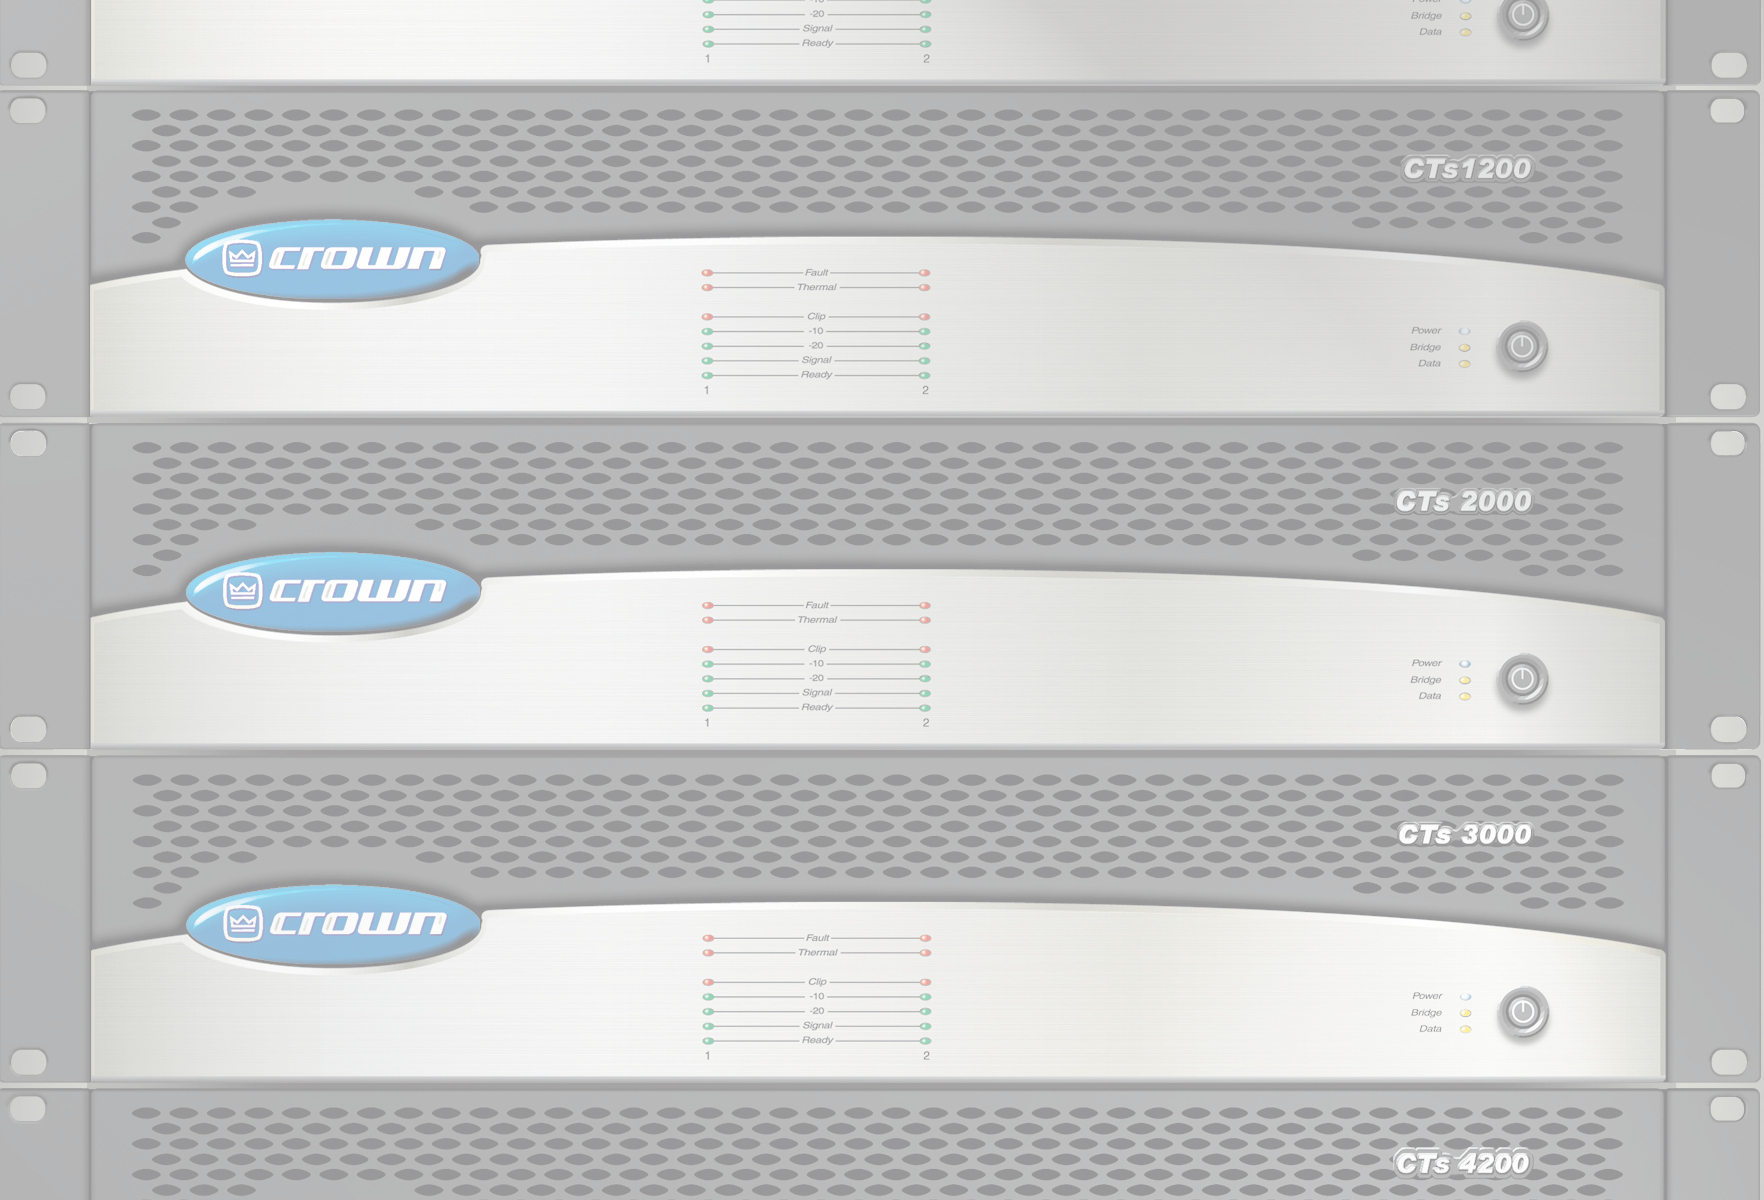 -20
Signal
Ready
1 2
Bridge
Data
CTs1200
crown
Fault
Thermal
Clip
-10
-20
Signal
Ready
1 2
Power
Bridge
Data
CTs 2000
crown
Fault
Thermal
Clip
-10
-20
Signal
Ready
1 2
Power
Bridge
Data
CTs 3000
crown
Fault
Thermal
Clip
-10
-20
Signal
Ready
1 2
Power
Bridge
Data
CTs 4200